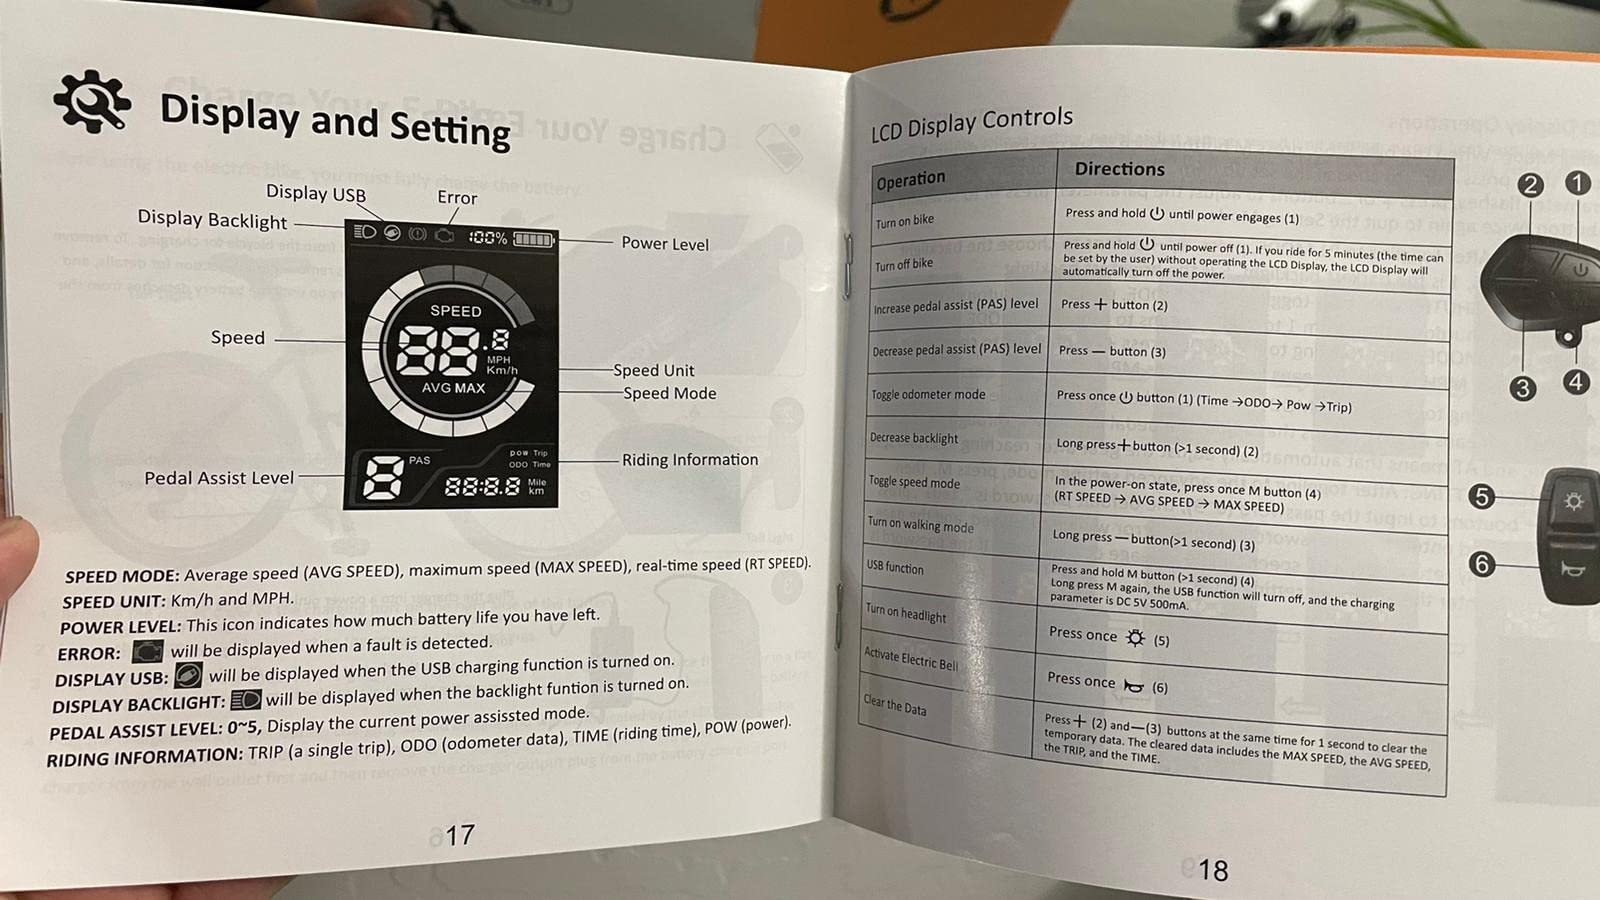 Display and Setting
Display USB
Error
Display Backlight
Power Level
100%
SPEED
Speed
88.8
MPH
Km/h
Speed Unit
AVG MAX
Speed Mode
8 PAS
POW Trip
ODO Time
Riding Information
Pedal Assist Level
88:8.8 Mile
km
SPEED MODE: Average speed (AVG SPEED), maximum speed (MAX SPEED), real-time speed (RT SPEED).
SPEED UNIT: Km/h and MPH.
POWER LEVEL: This icon indicates how much battery life you have left.
ERROR: will be displayed when a fault is detected.
DISPLAY USB: will be displayed when the USB charging function is turned on.
DISPLAY BACKLIGHT: will be displayed when the backlight funtion is turned on.
PEDAL ASSIST LEVEL: 0~5, Display the current power assissted mode.
RIDING INFORMATION: TRIP (a single trip), ODO (odometer data), TIME (riding time), POW (power).
17
LCD Display Controls
Operation Directions
Turn on bike Press and hold ⏻ until power engages (1)
Turn off bike Press and hold ⏻ until power off (1). If you ride for 5 minutes (the time can
be set by the user) without operating the LCD Display, the LCD Display will
automatically turn off the power.
Increase pedal assist (PAS) level Press + button (2)
Decrease pedal assist (PAS) level Press — button (3)
Toggle odometer mode Press once ⏻ button (1) (Time →ODO→ Pow →Trip)
Decrease backlight Long press+button (>1 second) (2)
Toggle speed mode In the power-on state, press once M button (4)
(RT SPEED → AVG SPEED → MAX SPEED)
Turn on walking mode Long press —button(>1 second) (3)
USB function Press and hold M button (>1 second) (4)
Long press M again, the USB function will turn off, and the charging
parameter is DC 5V 500mA.
Turn on headlight Press once (5)
Activate Electric Bell Press once (6)
Clear the Data Press + (2) and—(3) buttons at the same time for 1 second to clear the
temporary data. The cleared data includes the MAX SPEED, the AVG SPEED,
the TRIP, and the TIME.
2 1
3 4
5
6
18